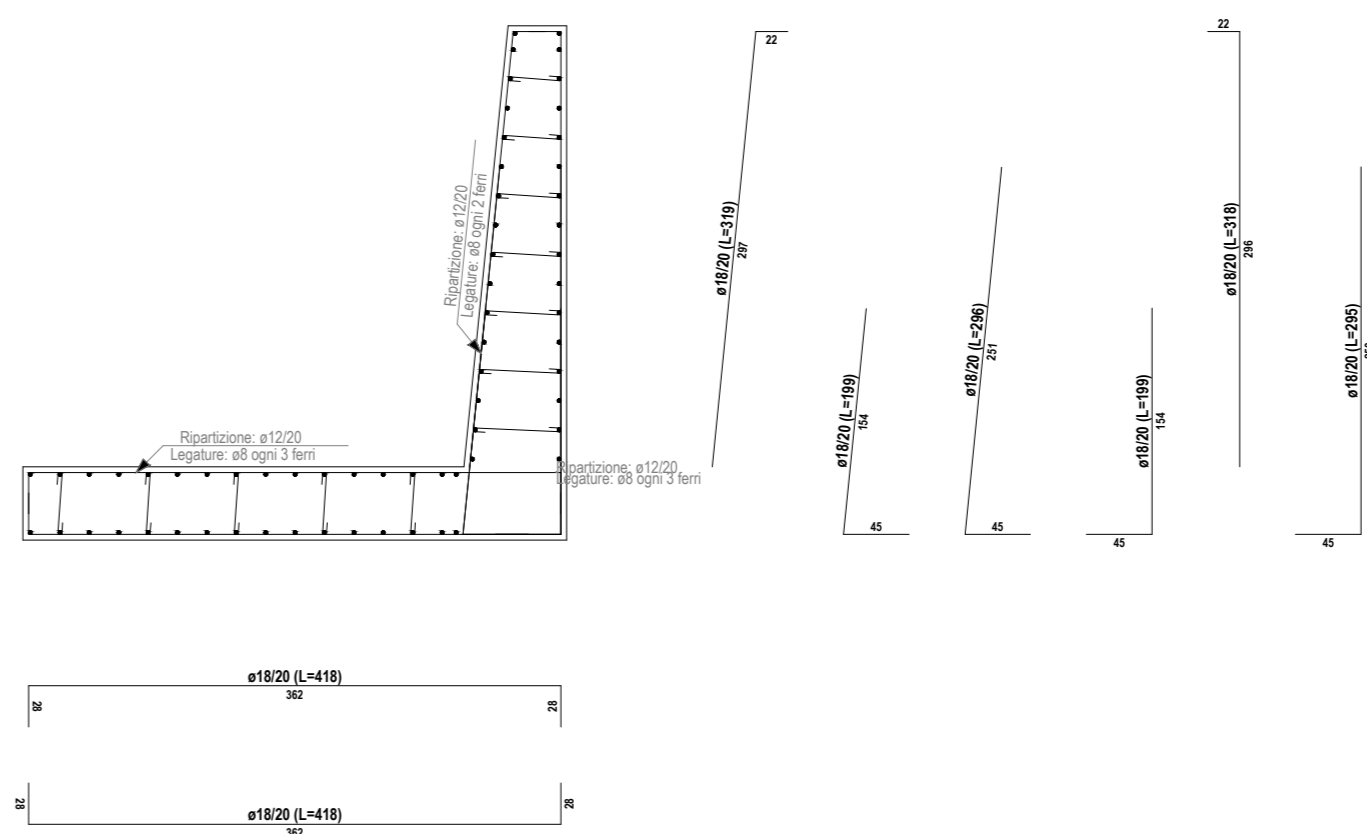 22
22
Ripartizione: ø12/20
Legature: ø8 ogni 2 ferri
ø18/20 (L=319)
297
ø18/20 (L=318)
296
ø18/20 (L=296)
251
ø18/20 (L=295)
ø18/20 (L=199)
154
ø18/20 (L=199)
154
Ripartizione: ø12/20
Legature: ø8 ogni 3 ferri
Ripartizione: ø12/20
Legature: ø8 ogni 3 ferri
45
45
45
45
ø18/20 (L=418)
362
28
28
28
28
ø18/20 (L=418)
362